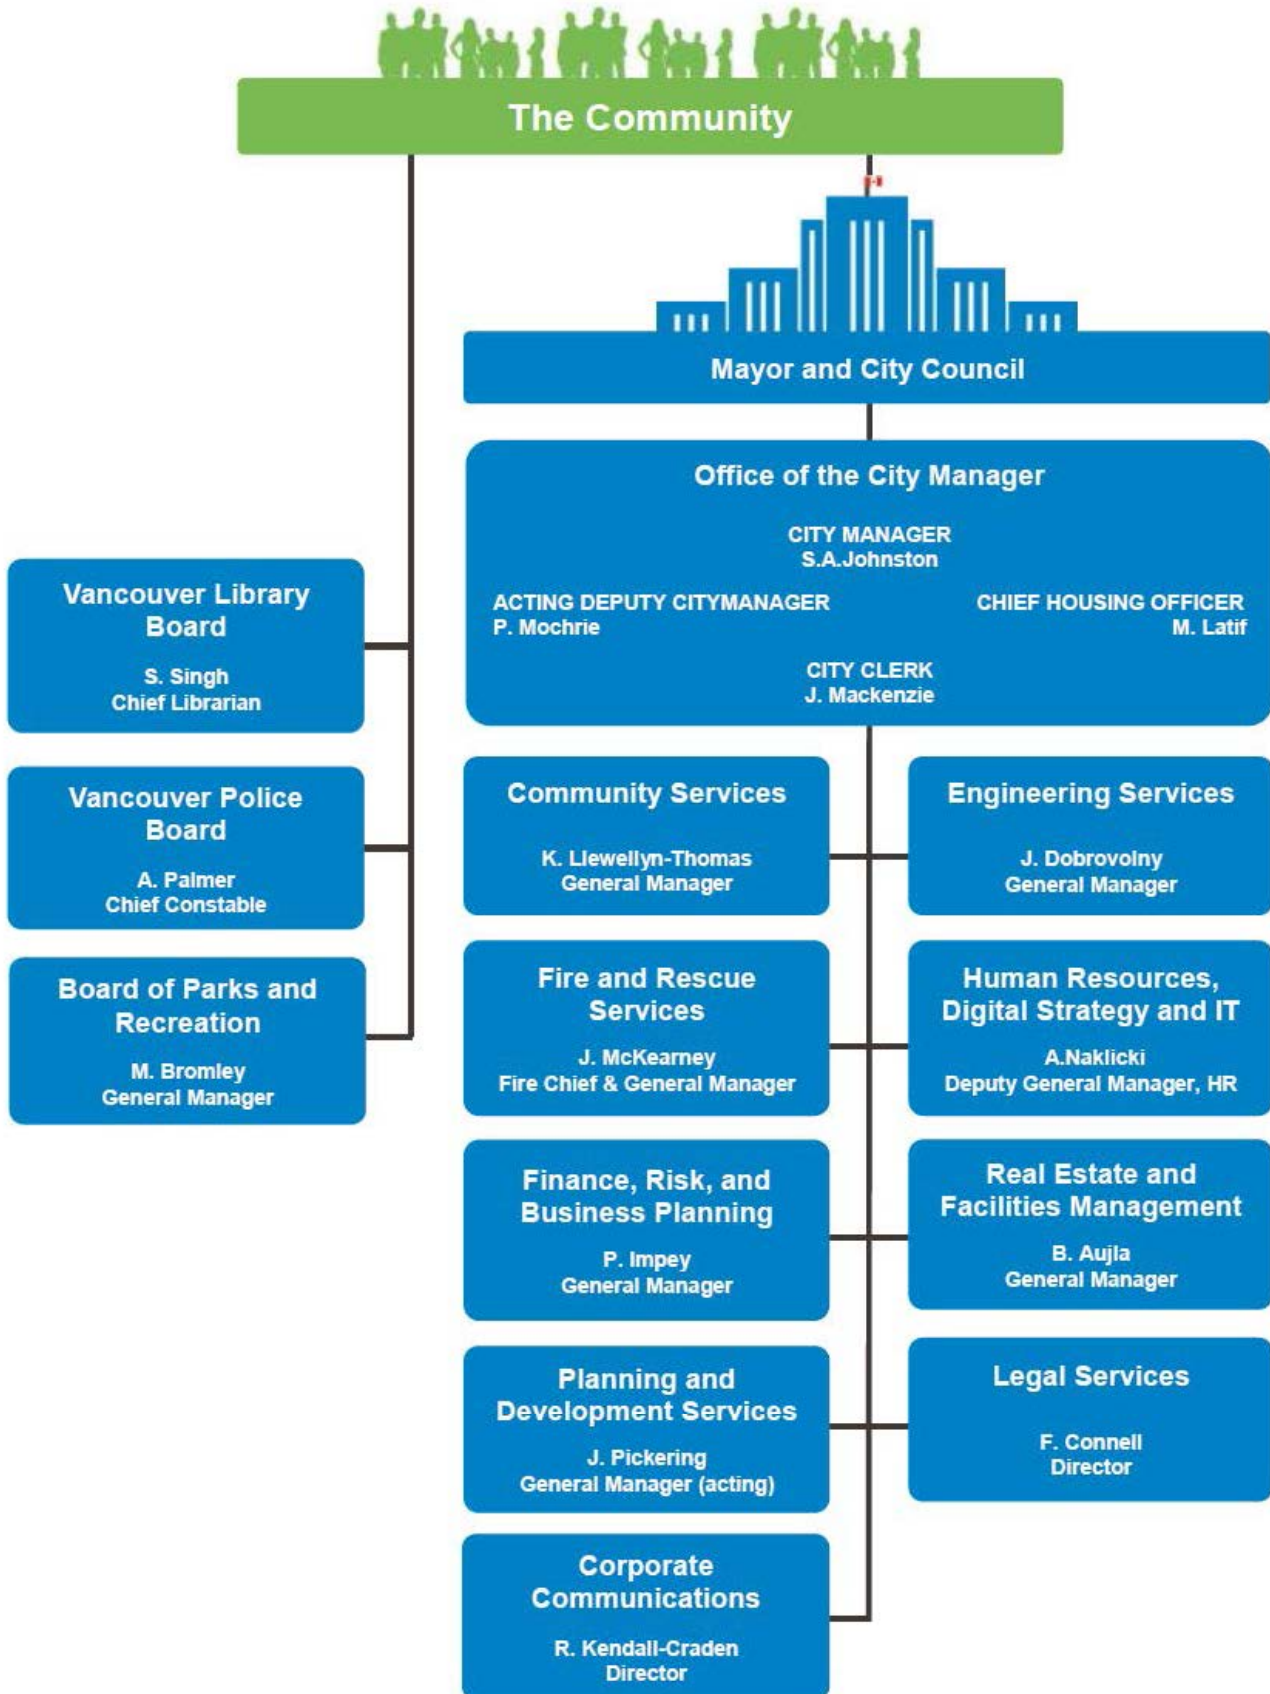 The Community
Mayor and City Council
Office of the City Manager
CITY MANAGER
S.A.Johnston
ACTING DEPUTY CITYMANAGER
P. Mochrie
CHIEF HOUSING OFFICER
M. Latif
CITY CLERK
J. Mackenzie
Vancouver Library
Board
S. Singh
Chief Librarian
Vancouver Police
Board
A. Palmer
Chief Constable
Board of Parks and
Recreation
M. Bromley
General Manager
Community Services
K. Llewellyn-Thomas
General Manager
Engineering Services
J. Dobrovolny
General Manager
Fire and Rescue
Services
J. McKearney
Fire Chief & General Manager
Human Resources,
Digital Strategy and IT
A.Naklicki
Deputy General Manager, HR
Finance, Risk, and
Business Planning
P. Impey
General Manager
Real Estate and
Facilities Management
B. Aujla
General Manager
Planning and
Development Services
J. Pickering
General Manager (acting)
Legal Services
F. Connell
Director
Corporate
Communications
R. Kendall-Craden
Director